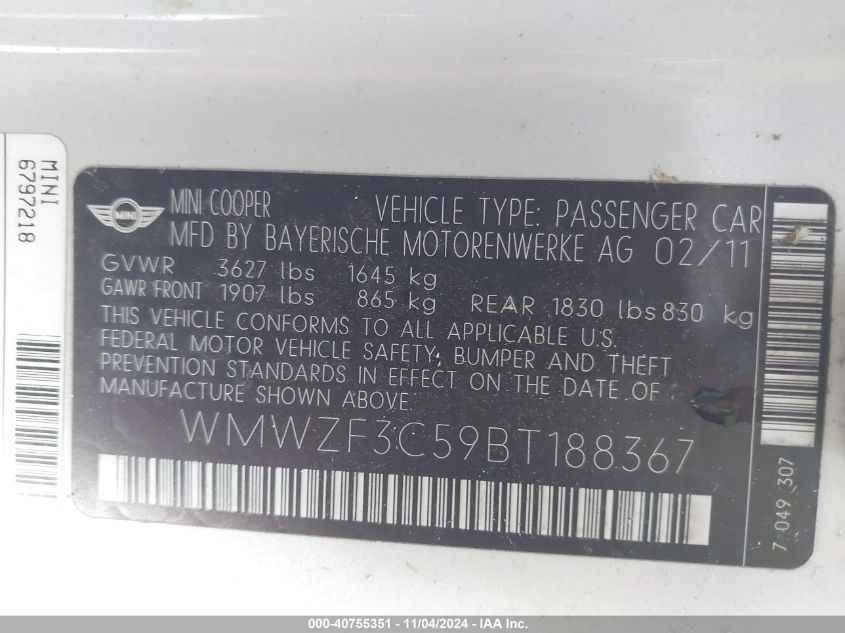 MINI
6797218
MINI
MINI COOPER VEHICLE TYPE: PASSENGER CAR
MFD BY BAYERISCHE MOTORENWERKE AG 02/11
GVWR 3627 lbs 1645 kg
GAWR FRONT 1907 lbs 865 kg REAR 1830 lbs 830 kg
THIS VEHICLE CONFORMS TO ALL APPLICABLE U.S.
FEDERAL MOTOR VEHICLE SAFETY, BUMPER AND THEFT
PREVENTION STANDARDS IN EFFECT ON THE DATE OF
MANUFACTURE SHOWN ABOVE.
WMWZF3C59BT188367
7 049 307
000-40755351 - 11/04/2024 - IAA Inc.